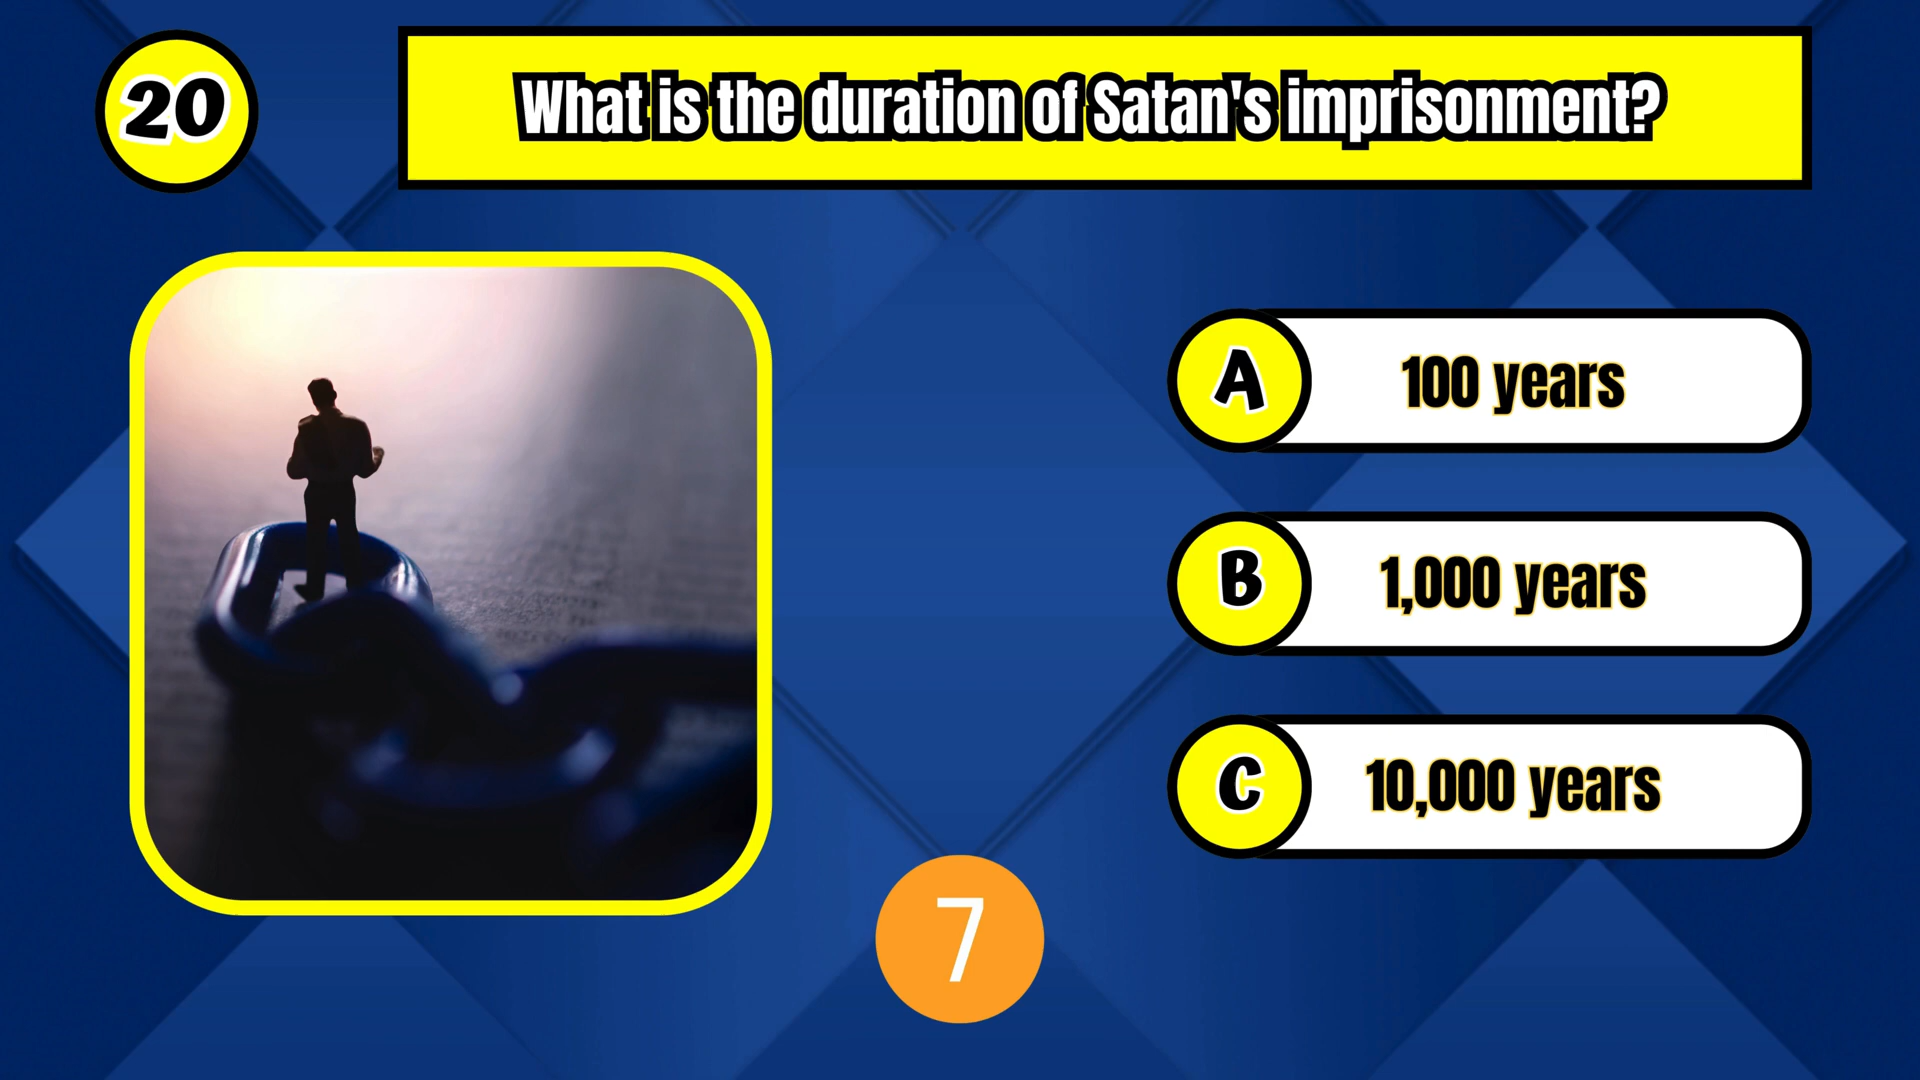 20
What is the duration of Satan's imprisonment?
A
100 years
B
1,000 years
C
10,000 years
7